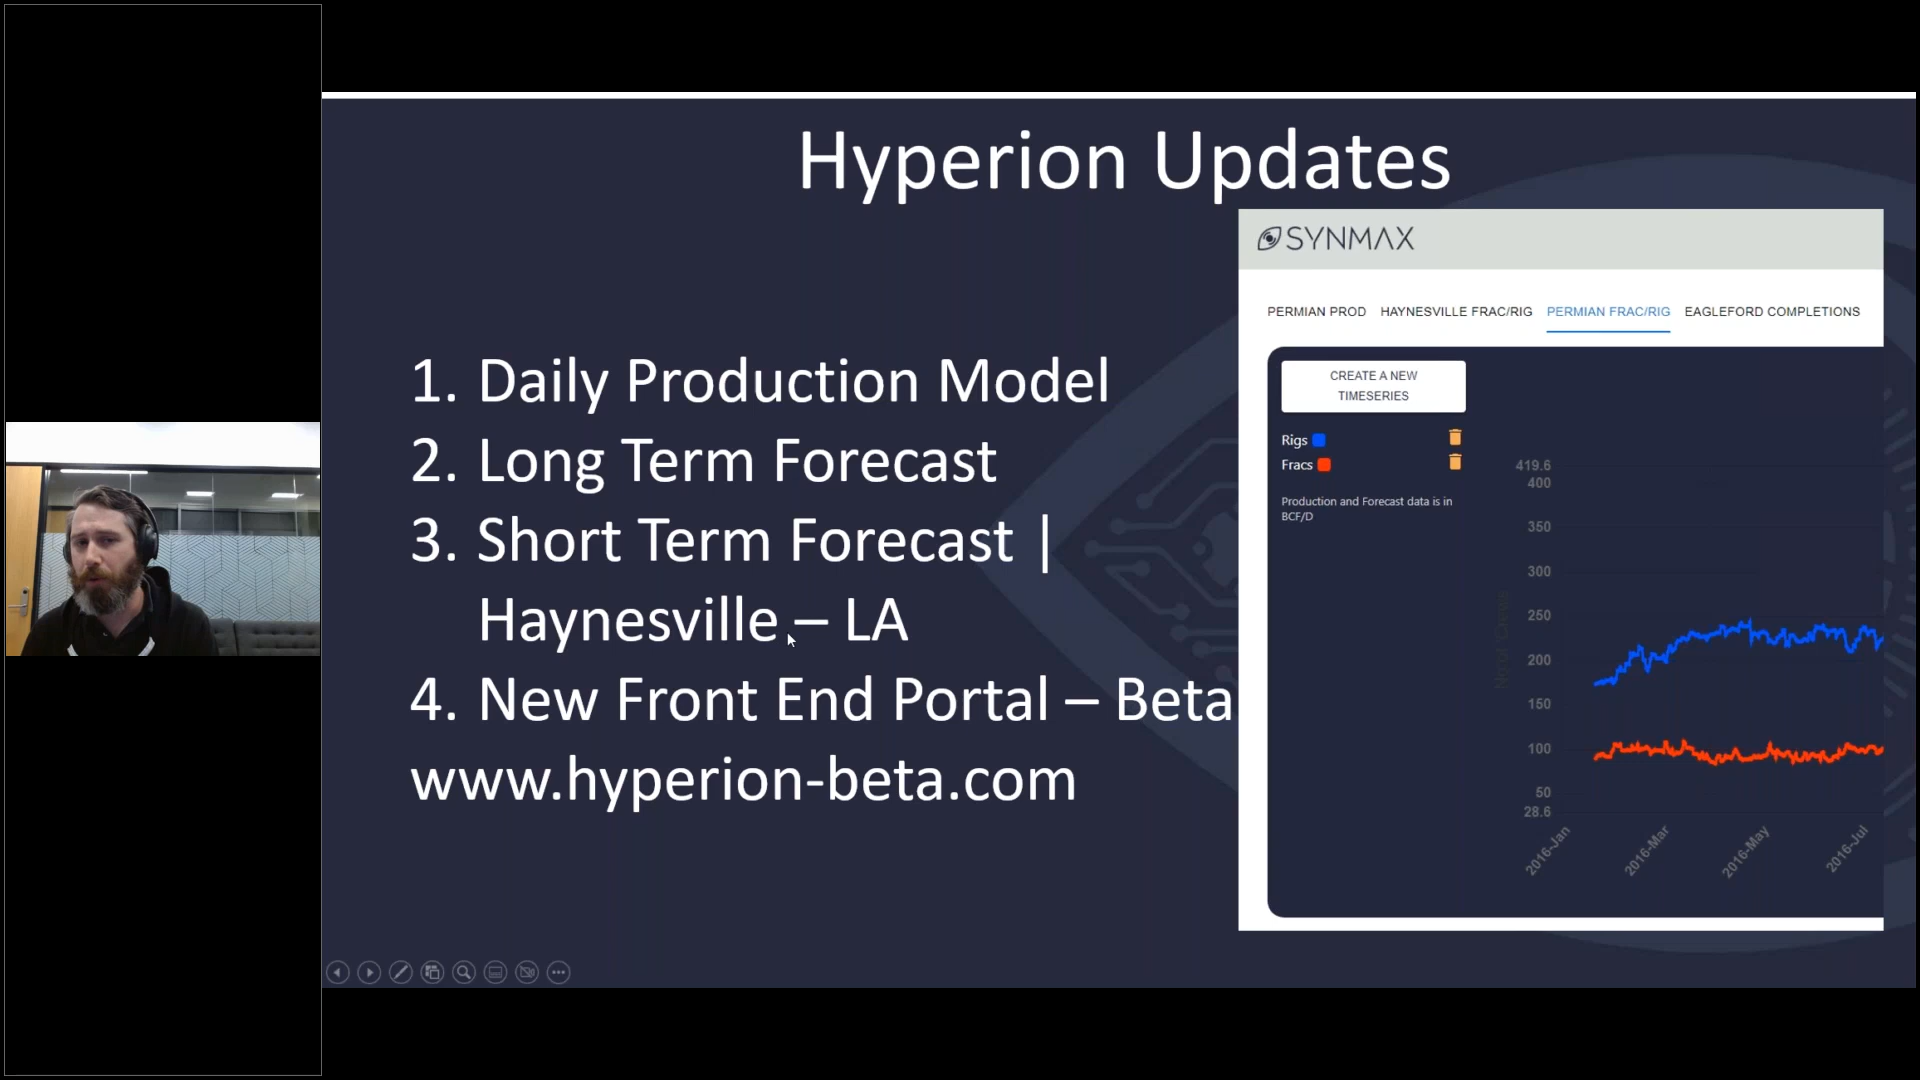 Hyperion Updates
1. Daily Production Model
2. Long Term Forecast
3. Short Term Forecast |
Haynesville – LA
4. New Front End Portal – Beta
www.hyperion-beta.com
SYNMAX
PERMIAN PROD HAYNESVILLE FRAC/RIG PERMIAN FRAC/RIG EAGLEFORD COMPLETIONS
CREATE A NEW
TIMESERIES
Rigs
Fracs
Production and Forecast data is in
BCF/D
419.6
400
350
300
250
200
150
100
50
28.6
2016-Jan
2016-Mar
2016-May
2016-Jul